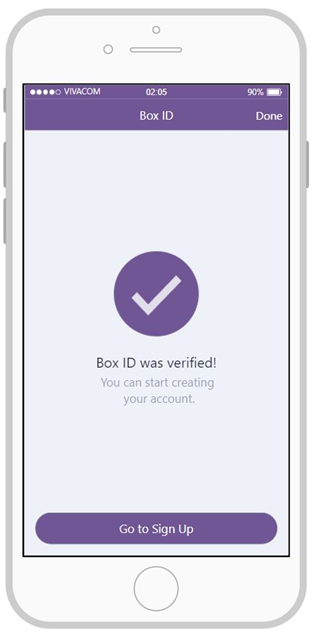 VIVACOM 02:05 90%
Box ID Done
Box ID was verified!
You can start creating
your account.
Go to Sign Up